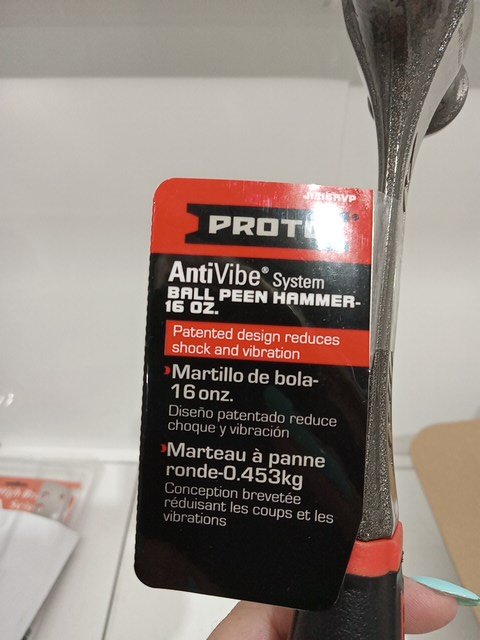 PROTO
AntiVibe® System
BALL PEEN HAMMER-
16 OZ.
Patented design reduces
shock and vibration
Martillo de bola-
16 onz.
Diseño patentado reduce
choque y vibración
Marteau à panne
ronde-0.453kg
Conception brevetée
réduisant les coups et les
vibrations